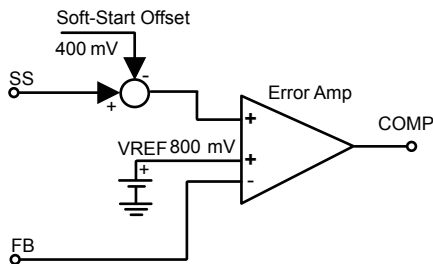 Soft-Start Offset
400 mV
-
SS
+
Error Amp
+
COMP
VREF 800 mV
+
+
-
FB